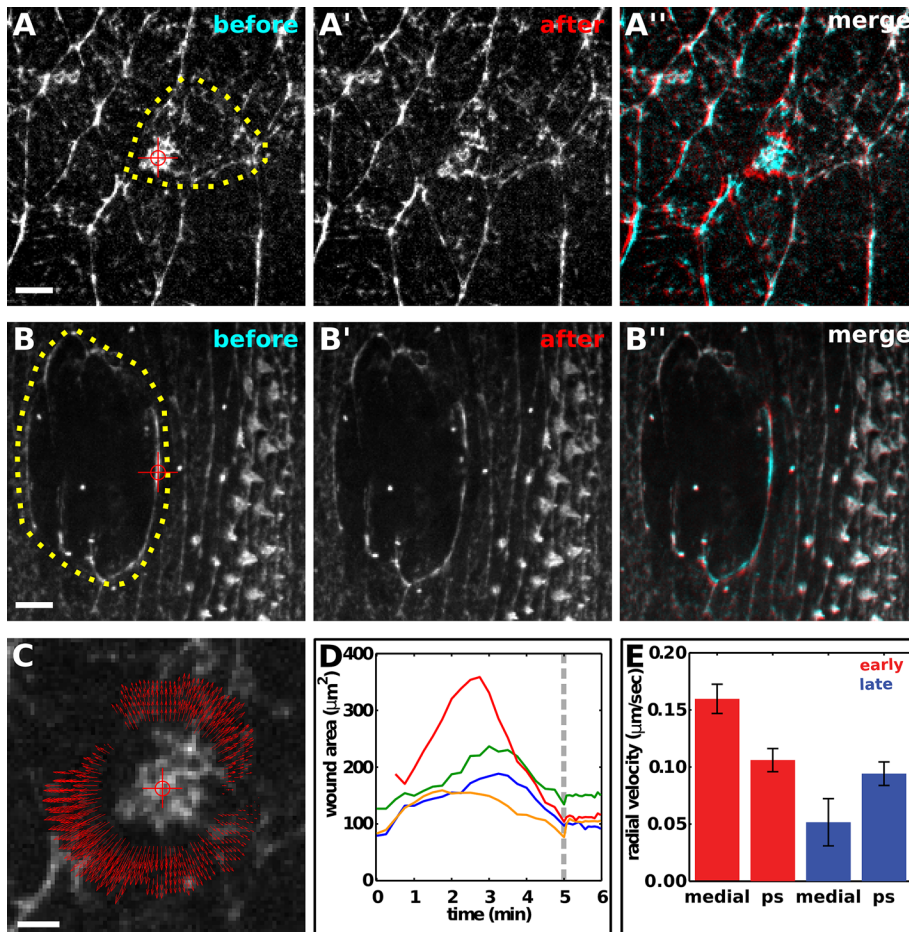 A before
A' after
A'' merge
B before
B' after
B'' merge
C
D
wound area (μm²)
400
300
200
100
0
0 1 2 3 4 5 6
time (min)
E
radial velocity (μm/sec)
0.20
0.15
0.10
0.05
0.00
early
late
medial ps medial ps